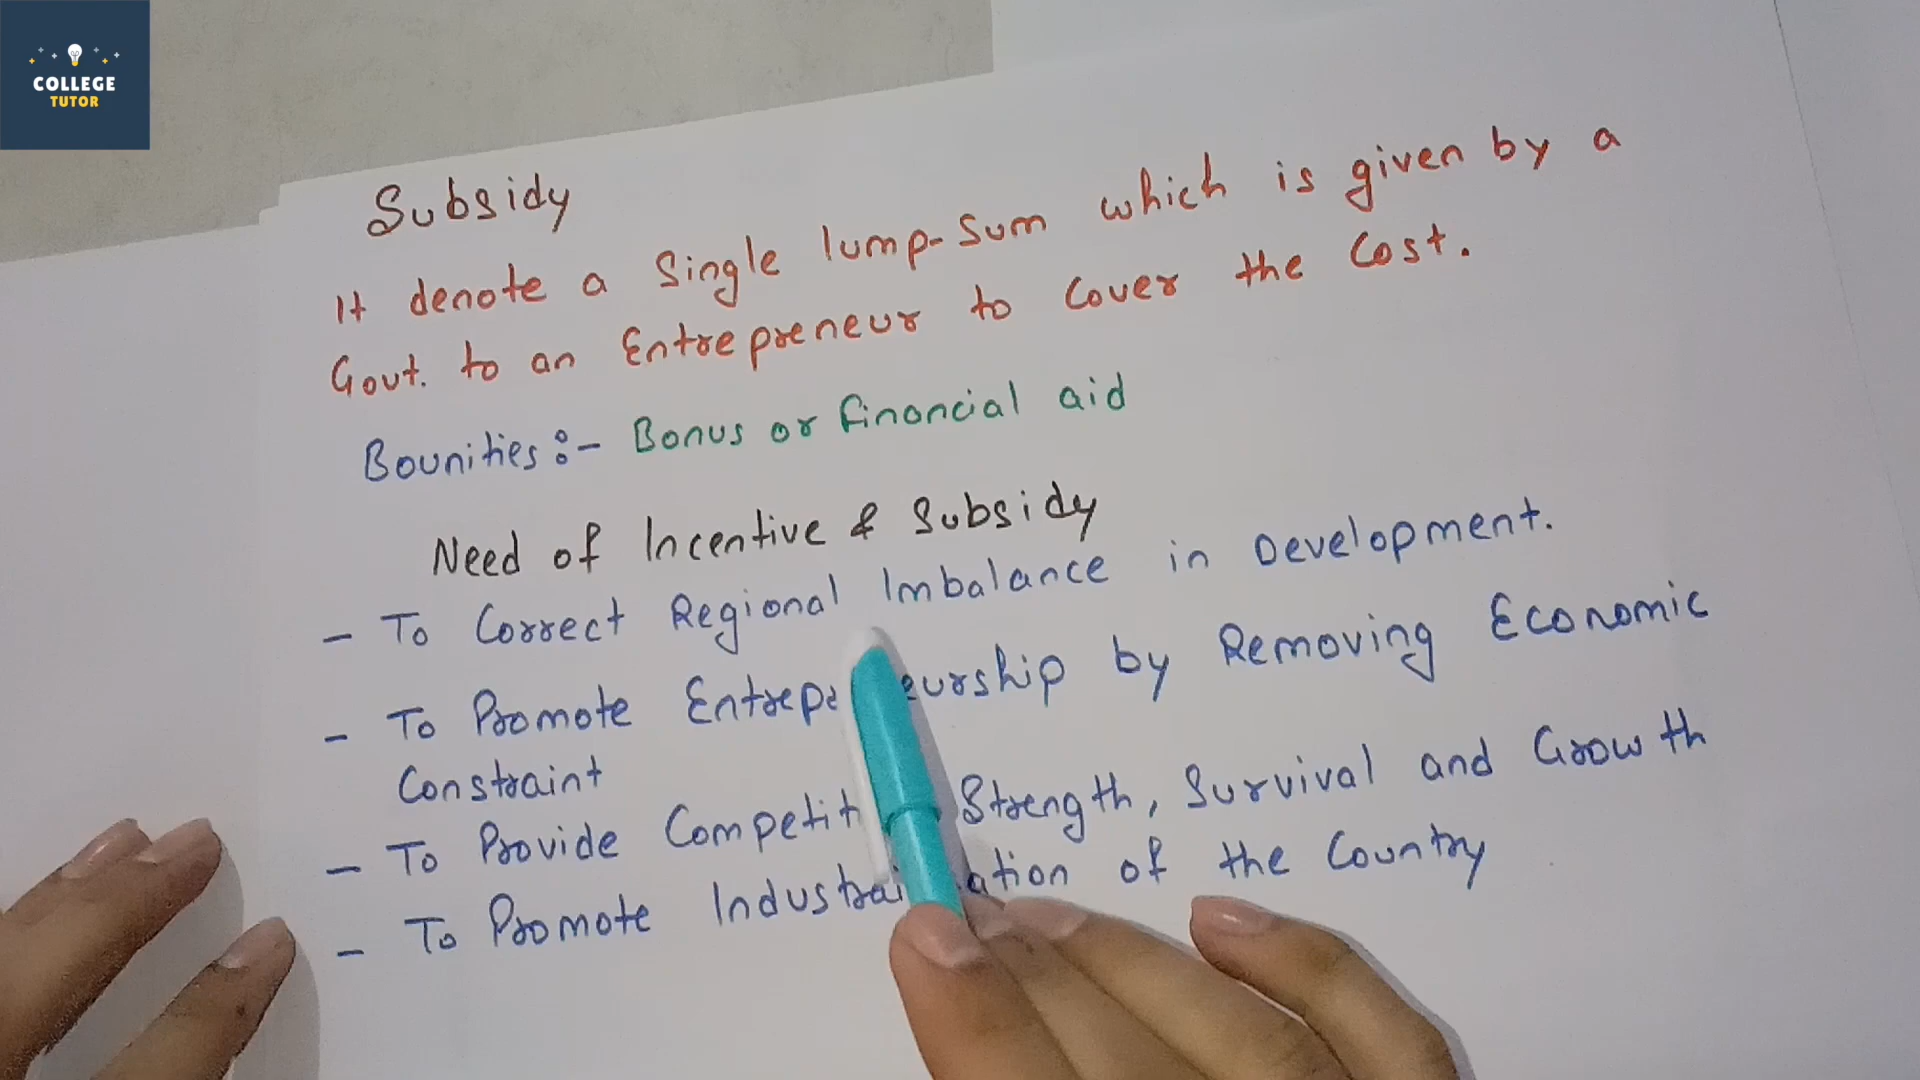 COLLEGE
TUTOR
Subsidy
It denote a Single lump-Sum which is given by a
Govt. to an Entrepreneur to Cover the Cost.
Bounities :- Bonus or financial aid
Need of Incentive & Subsidy
- To Correct Regional Imbalance in Development.
- To Promote by Removing Economic
Constraint
- To Provide Strength, Survival and Growth
- To Promote of the Country